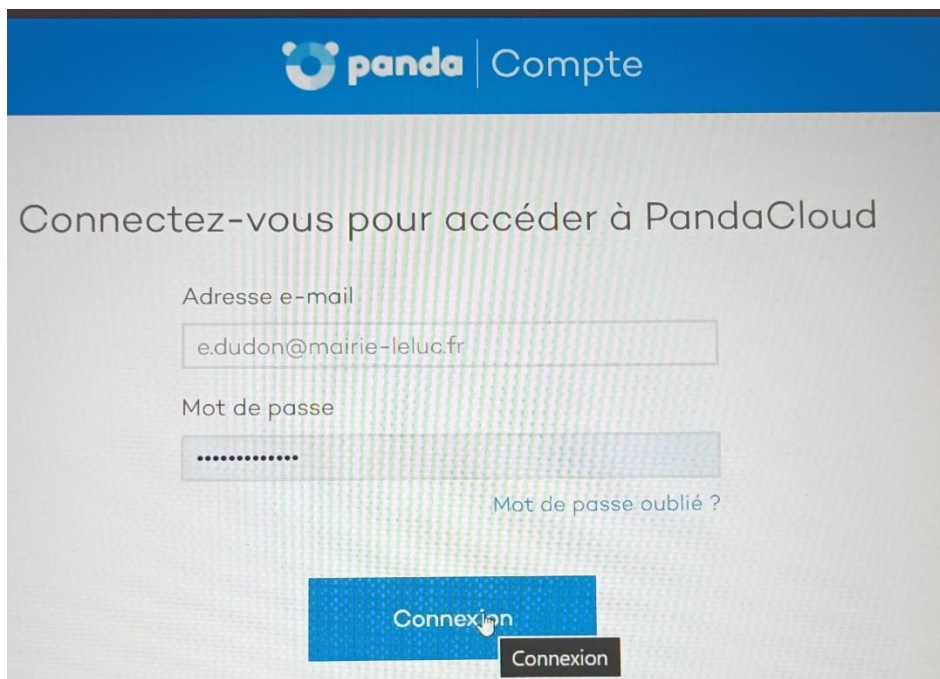 panda Compte
Connectez-vous pour accéder à PandaCloud
Adresse e-mail
e.dudon@mairie-leluc.fr
Mot de passe
•••••••••••••
Mot de passe oublié ?
Connexion
Connexion